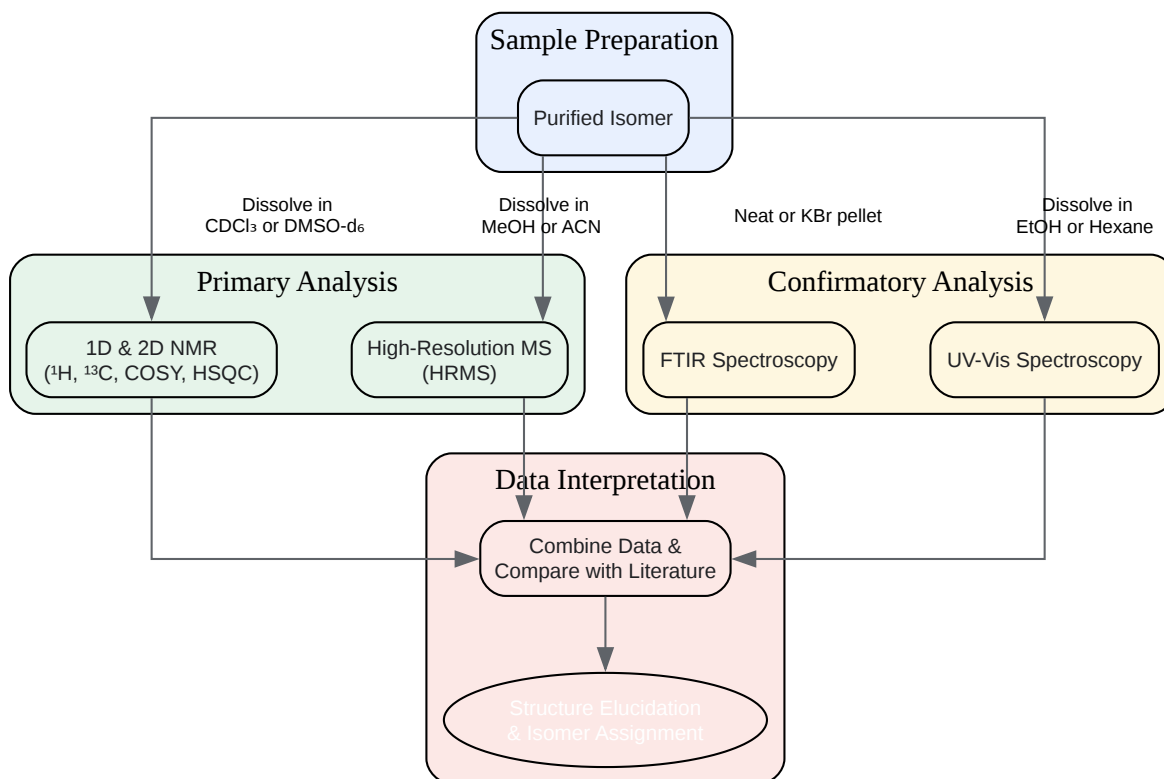 Sample Preparation
Purified Isomer
Dissolve in
CDCl₃ or DMSO-d₆
Dissolve in
MeOH or ACN
Neat or KBr pellet
Dissolve in
EtOH or Hexane
Primary Analysis
Confirmatory Analysis
1D & 2D NMR
(¹H, ¹³C, COSY, HSQC)
High-Resolution MS
(HRMS)
FTIR Spectroscopy
UV-Vis Spectroscopy
Data Interpretation
Combine Data &
Compare with Literature
Structure Elucidation
& Isomer Assignment